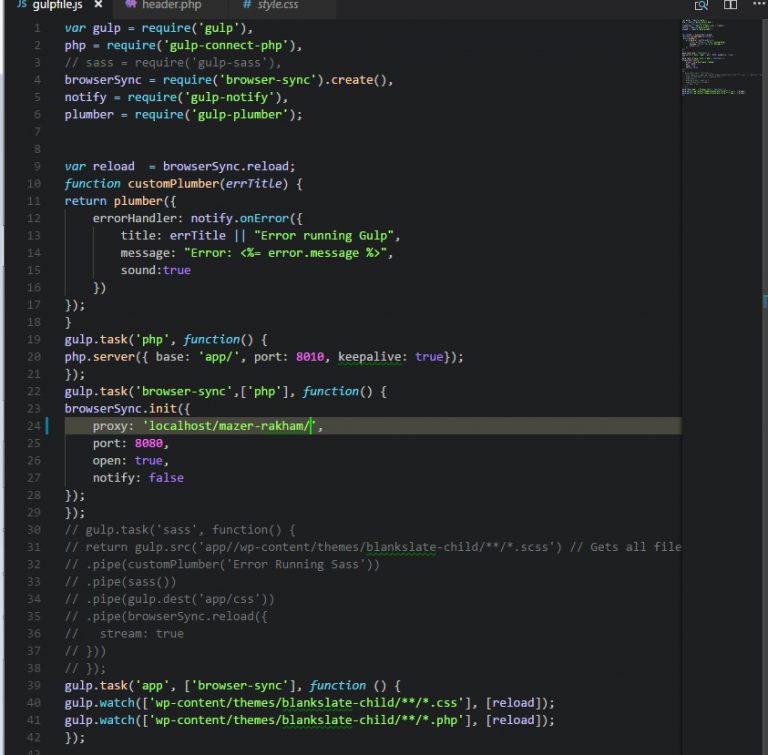 JS gulpfile.js × header.php # style.css ...
1 var gulp = require('gulp'),
2 php = require('gulp-connect-php'),
3 // sass = require('gulp-sass'),
4 browserSync = require('browser-sync').create(),
5 notify = require('gulp-notify'),
6 plumber = require('gulp-plumber');
7
8
9 var reload  = browserSync.reload;
10 function customPlumber(errTitle) {
11 return plumber({
12     errorHandler: notify.onError({
13         title: errTitle || "Error running Gulp",
14         message: "Error: <%= error.message %>",
15         sound:true
16     })
17 });
18 }
19 gulp.task('php', function() {
20 php.server({ base: 'app/', port: 8010, keepalive: true});
21 });
22 gulp.task('browser-sync',['php'], function() {
23 browserSync.init({
24     proxy: 'localhost/mazer-rakham/',
25     port: 8080,
26     open: true,
27     notify: false
28 });
29 });
30 // gulp.task('sass', function() {
31 // return gulp.src('app//wp-content/themes/blankslate-child/**/*.scss') // Gets all file
32 // .pipe(customPlumber('Error Running Sass'))
33 // .pipe(sass())
34 // .pipe(gulp.dest('app/css'))
35 // .pipe(browserSync.reload({
36 //   stream: true
37 // }))
38 // });
39 gulp.task('app', ['browser-sync'], function () {
40 gulp.watch(['wp-content/themes/blankslate-child/**/*.css'], [reload]);
41 gulp.watch(['wp-content/themes/blankslate-child/**/*.php'], [reload]);
42 });
43